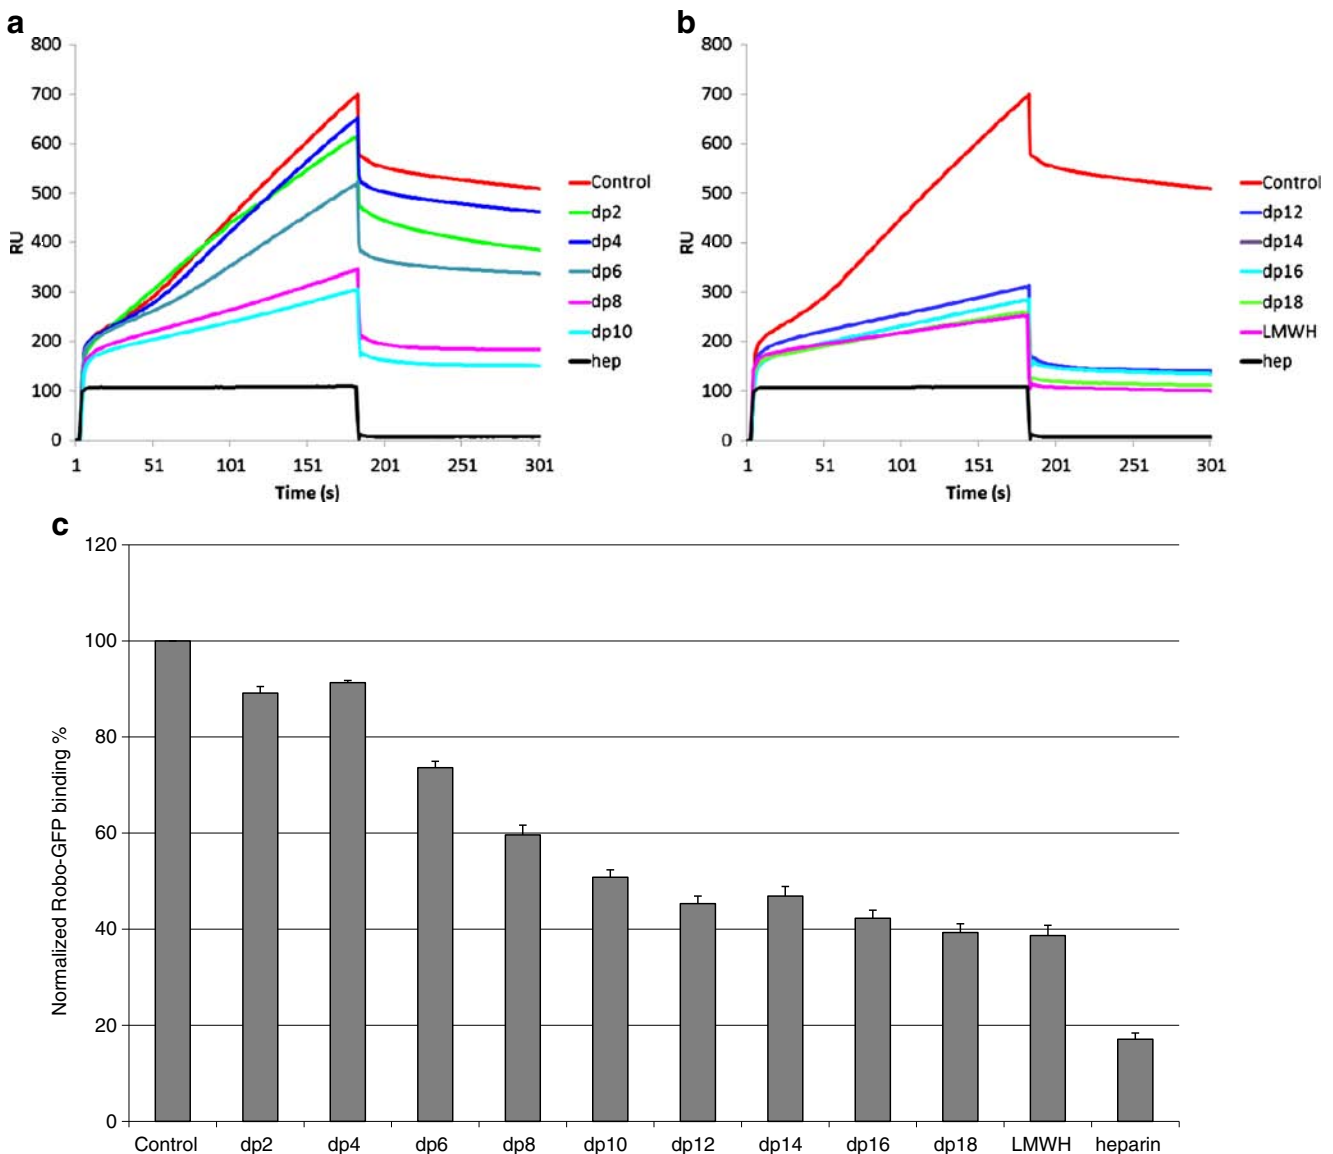 a
800
700
600
500
400
300
200
100
0
RU
1 51 101 151 201 251 301
Time (s)
Control
dp2
dp4
dp6
dp8
dp10
hep
b
800
700
600
500
400
300
200
100
0
RU
1 51 101 151 201 251 301
Time (s)
Control
dp12
dp14
dp16
dp18
LMWH
hep
c
120
100
80
60
40
20
0
Normalized Robo-GFP binding %
Control dp2 dp4 dp6 dp8 dp10 dp12 dp14 dp16 dp18 LMWH heparin